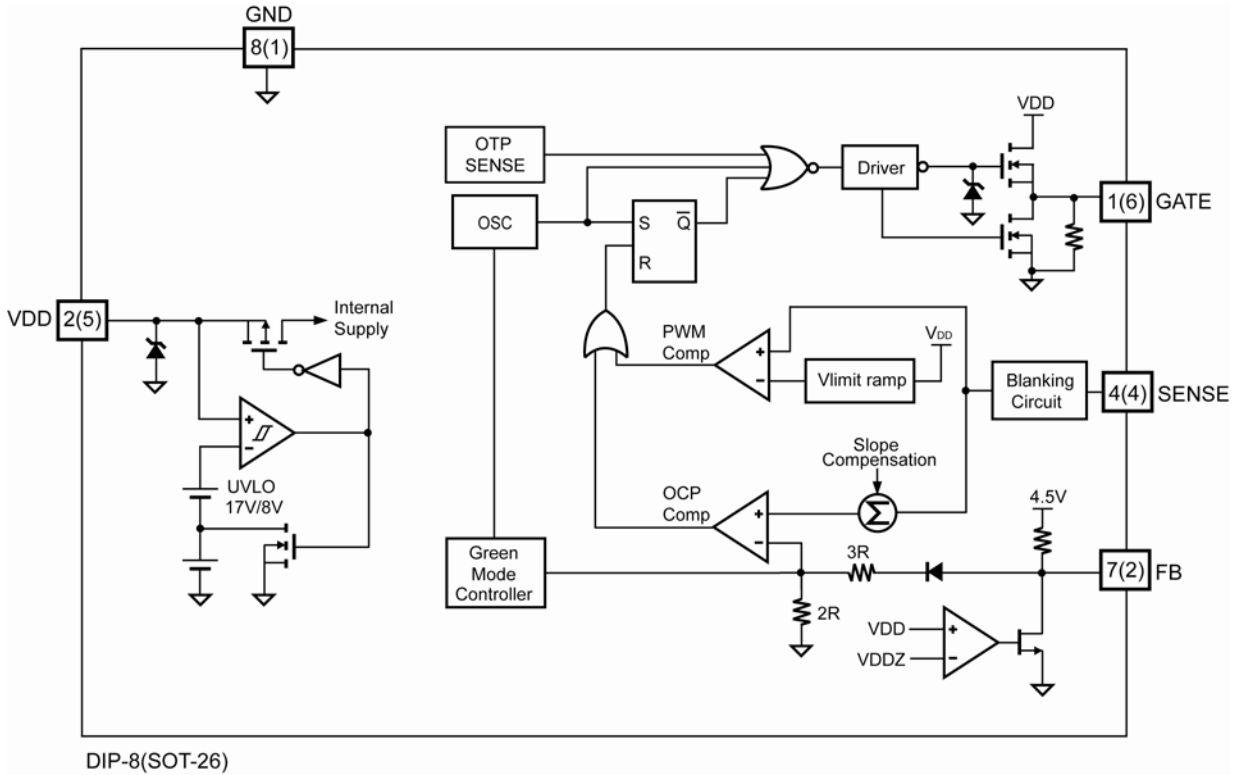 GND
8(1)
VDD
OTP
SENSE
Driver
1(6)
GATE
OSC
S
Q
R
VDD
2(5)
Internal
Supply
PWM
Comp
+
−
Vlimit ramp
VDD
Blanking
Circuit
4(4)
SENSE
+
−
UVLO
17V/8V
Slope
Compensation
Σ
OCP
Comp
+
−
4.5V
Green
Mode
Controller
3R
7(2)
FB
2R
VDD
+
VDDZ
−
DIP-8(SOT-26)